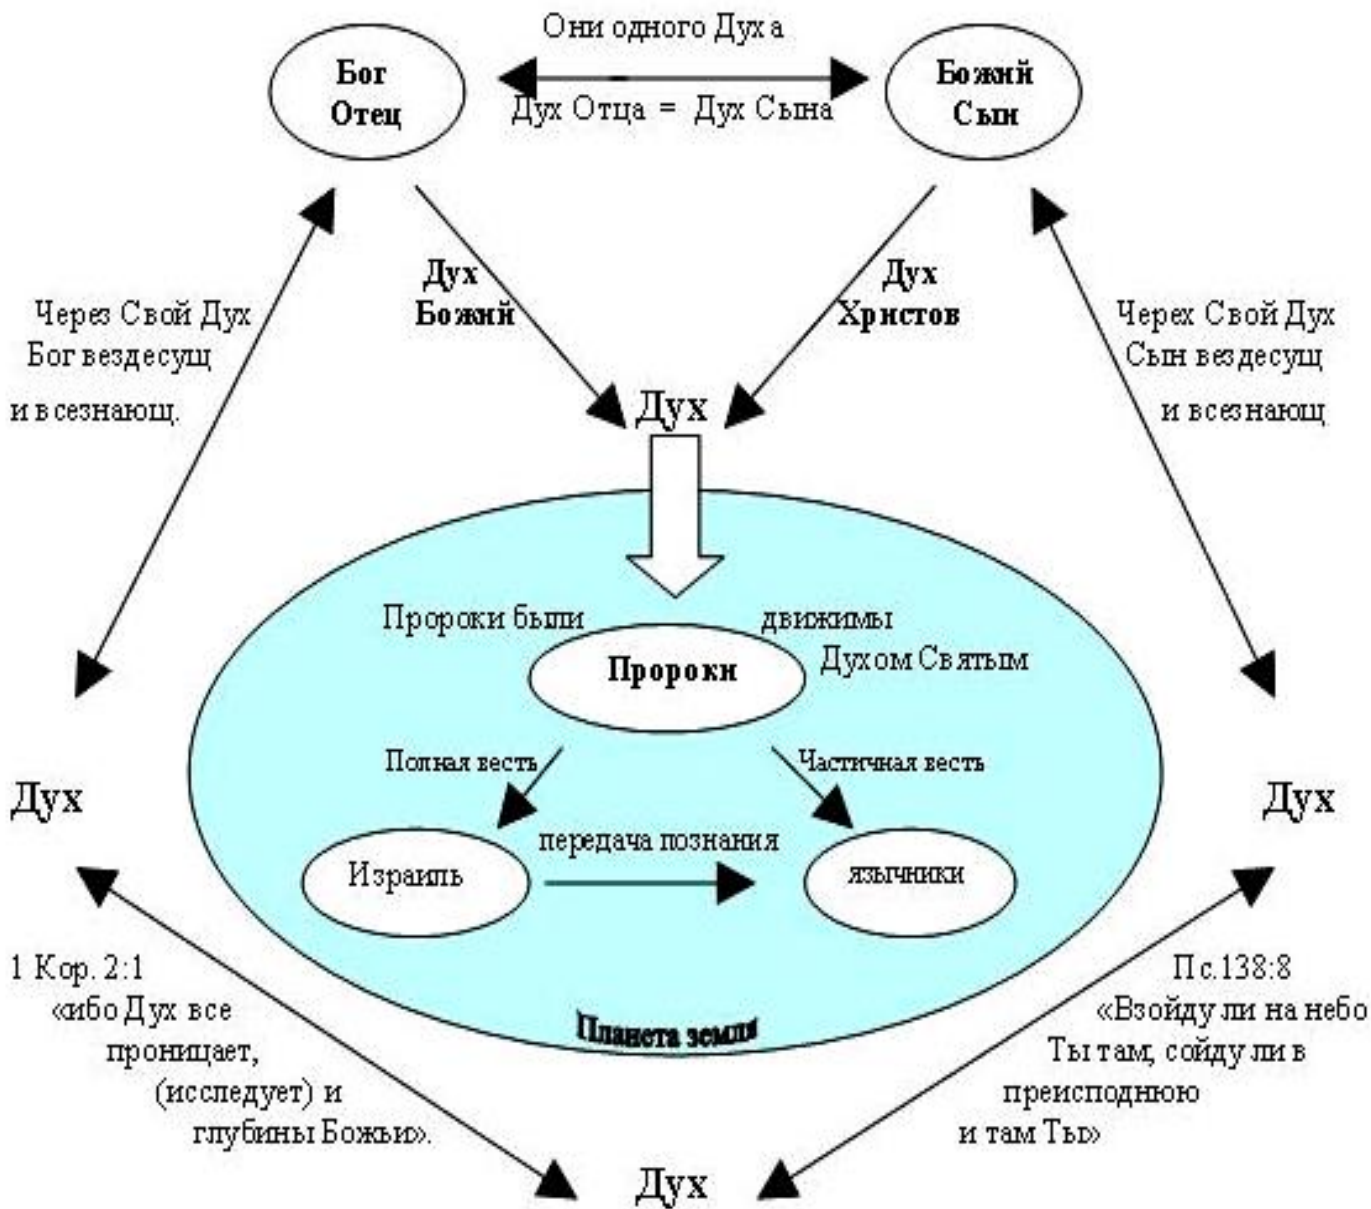 Они одного Духа
Бог
Отец
Божий
Сын
Дух Отца = Дух Сына
Дух
Божий
Дух
Христов
Через Свой Дух
Бог вездесущ
и всезнающ.
Черех Свой Дух
Сын вездесущ
и всезнающ
Дух
Пророки были движимы
Духом Святым
Пророки
Полная весть
Частичная весть
Дух
Дух
передача познания
Израиль
язычники
1 Кор. 2:1
«ибо Дух все
проницает,
(исследует) и
глубины Божьи».
Пс.138:8
«Взойду ли на небо
Ты там, сойду ли в
преисподнюю
и там Ты»
Планета земля
Дух